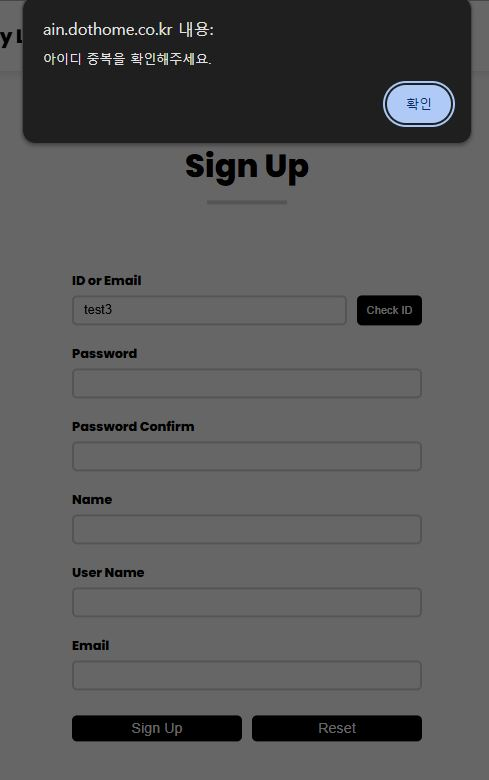 ain.dothome.co.kr 내용:
아이디 중복을 확인해주세요.
확인
y L
Sign Up
ID or Email
test3
Check ID
Password
Password Confirm
Name
User Name
Email
Sign Up
Reset